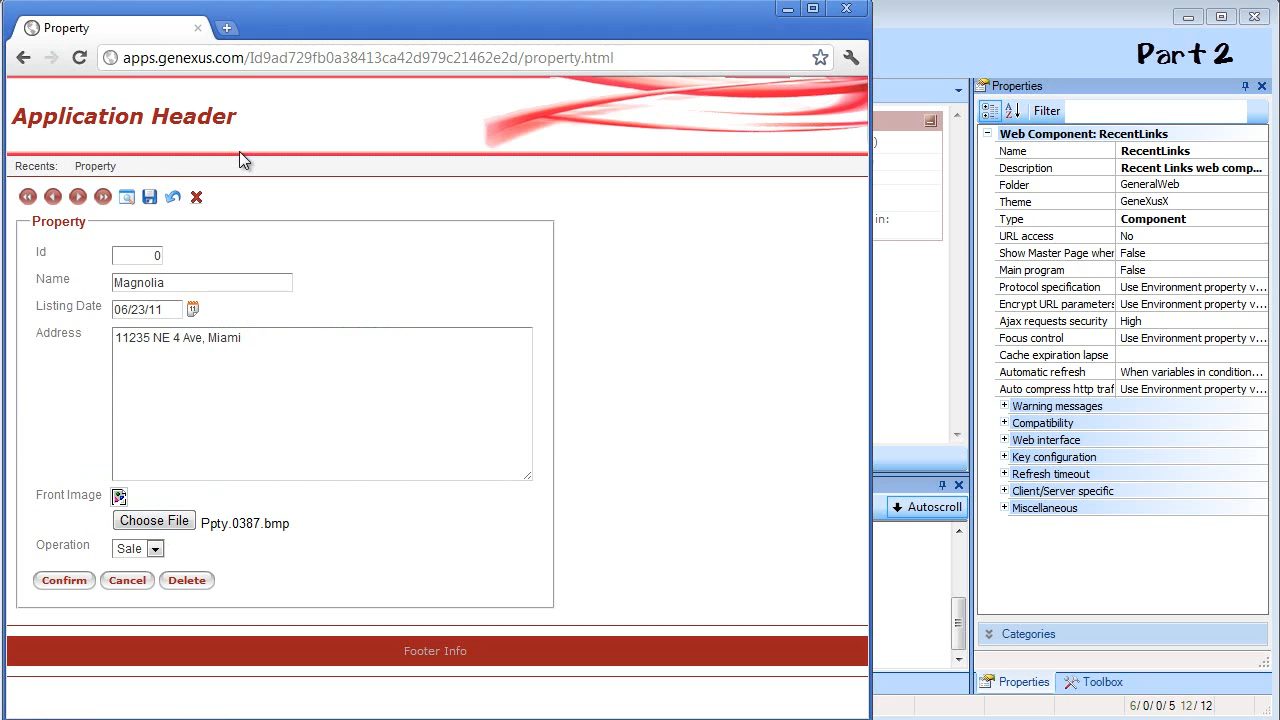 Property
apps.genexus.com/Id9ad729fb0a38413ca42d979c21462e2d/property.html
Application Header
Recents: Property
Property
Id 0
Name Magnolia
Listing Date 06/23/11
Address 11235 NE 4 Ave, Miami
Front Image
Choose File Ppty.0387.bmp
Operation Sale
Confirm Cancel Delete
Footer Info
Part 2
in:
Autoscroll
Properties
Filter
Web Component: RecentLinks
Name RecentLinks
Description Recent Links web comp...
Folder GeneralWeb
Theme GeneXusX
Type Component
URL access No
Show Master Page wher False
Main program False
Protocol specification Use Environment property v...
Encrypt URL parameters Use Environment property v...
Ajax requests security High
Focus control Use Environment property v...
Cache expiration lapse
Automatic refresh When variables in condition...
Auto compress http traf Use Environment property v...
Warning messages
Compatibility
Web interface
Key configuration
Refresh timeout
Client/Server specific
Miscellaneous
Categories
Properties Toolbox
6/ 0/ 0/ 5 12/ 12